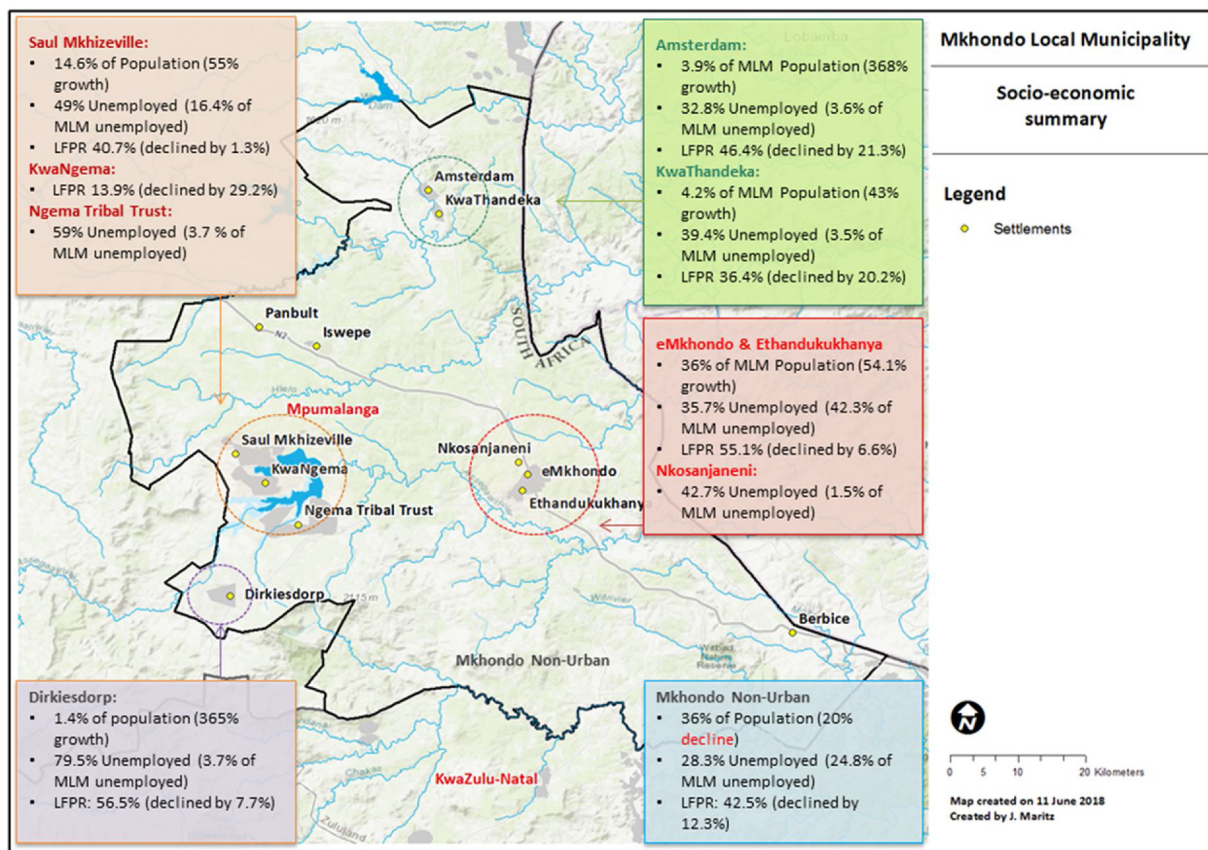 Saul Mkhizeville:
• 14.6% of Population (55%
growth)
• 49% Unemployed (16.4% of
MLM unemployed)
• LFPR 40.7% (declined by 1.3%)
KwaNgema:
• LFPR 13.9% (declined by 29.2%)
Ngema Tribal Trust:
• 59% Unemployed (3.7 % of
MLM unemployed)
Amsterdam:
• 3.9% of MLM Population (368%
growth)
• 32.8% Unemployed (3.6% of
MLM unemployed)
• LFPR 46.4% (declined by 21.3%)
KwaThandeka:
• 4.2% of MLM Population (43%
growth)
• 39.4% Unemployed (3.5% of
MLM unemployed)
• LFPR 36.4% (declined by 20.2%)
Mkhondo Local Municipality
Socio-economic
summary
Legend
Settlements
Lobamba
Dam
Amsterdam
KwaThandeka
Panbult
Iswepe
N2
SOUTH AFRICA
Hlelo
Mpumalanga
Saul Mkhizeville
KwaNgema
Ngema Tribal Trust
Nkosanjaneni
eMkhondo
Ethandukukhanya
eMkhondo & Ethandukukhanya
• 36% of MLM Population (54.1%
growth)
• 35.7% Unemployed (42.3% of
MLM unemployed)
• LFPR 55.1% (declined by 6.6%)
Nkosanjaneni:
• 42.7% Unemployed (1.5% of
MLM unemployed)
Dirkiesdorp
2115 m
Berbice
Mkhondo Non-Urban
Dirkiesdorp:
• 1.4% of population (365%
growth)
• 79.5% Unemployed (3.7% of
MLM unemployed)
• LFPR: 56.5% (declined by 7.7%)
KwaZulu-Natal
Zululand
Mkhondo Non-Urban
• 36% of Population (20%
decline)
• 28.3% Unemployed (24.8% of
MLM unemployed)
• LFPR: 42.5% (declined by
12.3%)
N
0 5 10 20 Kilometers
Map created on 11 June 2018
Created by J. Maritz